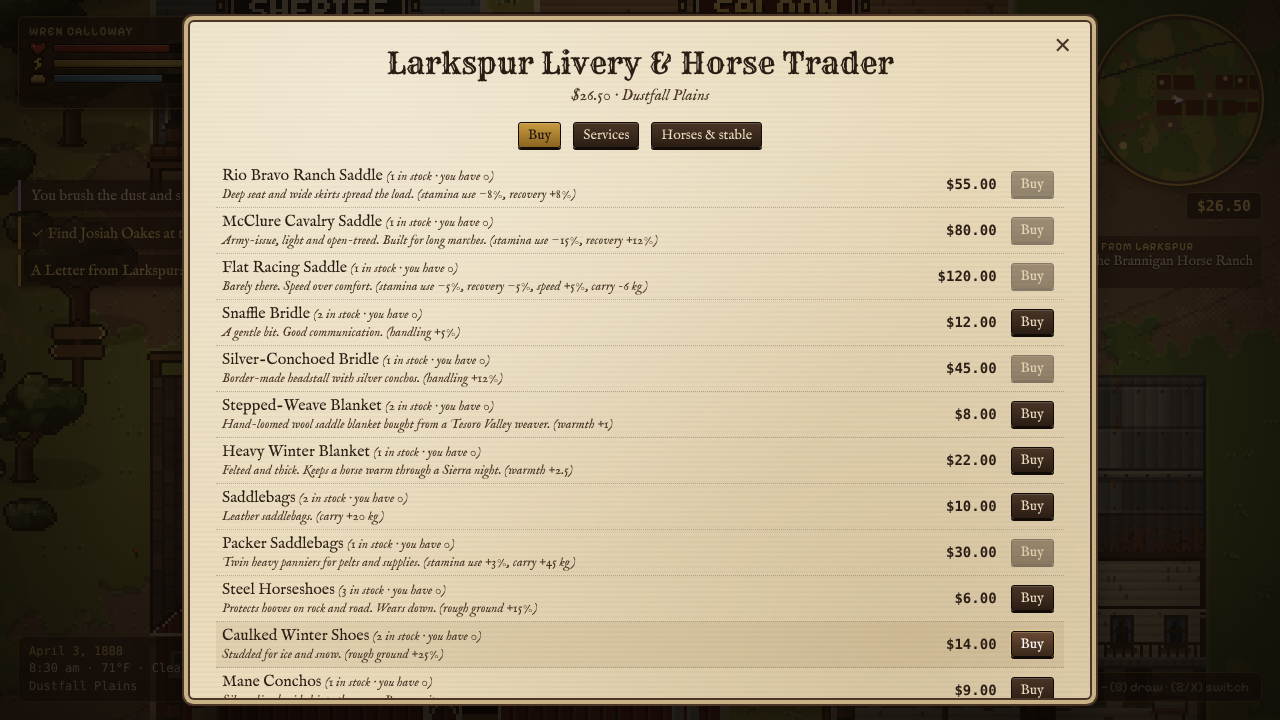 SHERIFF
SALOON
WREN CALLOWAY
Larkspur Livery & Horse Trader
$26.50 · Dustfall Plains
Buy
Services
Horses & stable
Rio Bravo Ranch Saddle (1 in stock · you have 0)
Deep seat and wide skirts spread the load. (stamina use −8%, recovery +8%)
$55.00
Buy
McClure Cavalry Saddle (1 in stock · you have 0)
Army-issue, light and open-treed. Built for long marches. (stamina use −15%, recovery +12%)
$80.00
Buy
Flat Racing Saddle (1 in stock · you have 0)
Barely there. Speed over comfort. (stamina use −5%, recovery −5%, speed +5%, carry -6 kg)
$120.00
Buy
Snaffle Bridle (2 in stock · you have 0)
A gentle bit. Good communication. (handling +5%)
$12.00
Buy
Silver-Conchoed Bridle (1 in stock · you have 0)
Border-made headstall with silver conchos. (handling +12%)
$45.00
Buy
Stepped-Weave Blanket (2 in stock · you have 0)
Hand-loomed wool saddle blanket bought from a Tesoro Valley weaver. (warmth +1)
$8.00
Buy
Heavy Winter Blanket (1 in stock · you have 0)
Felted and thick. Keeps a horse warm through a Sierra night. (warmth +2.5)
$22.00
Buy
Saddlebags (2 in stock · you have 0)
Leather saddlebags. (carry +20 kg)
$10.00
Buy
Packer Saddlebags (1 in stock · you have 0)
Twin heavy panniers for pelts and supplies. (stamina use +3%, carry +45 kg)
$30.00
Buy
Steel Horseshoes (3 in stock · you have 0)
Protects hooves on rock and road. Wears down. (rough ground +15%)
$6.00
Buy
Caulked Winter Shoes (2 in stock · you have 0)
Studded for ice and snow. (rough ground +25%)
$14.00
Buy
Mane Conchos (1 in stock · you have 0)
$9.00
Buy
You brush the dust and s
✓ Find Josiah Oakes at t
A Letter from Larkspur:
$26.50
FROM LARKSPUR
he Brannigan Horse Ranch
April 3, 1888
8:30 am · 71°F · Clea
Dustfall Plains
(G) draw · (Z/X) switch